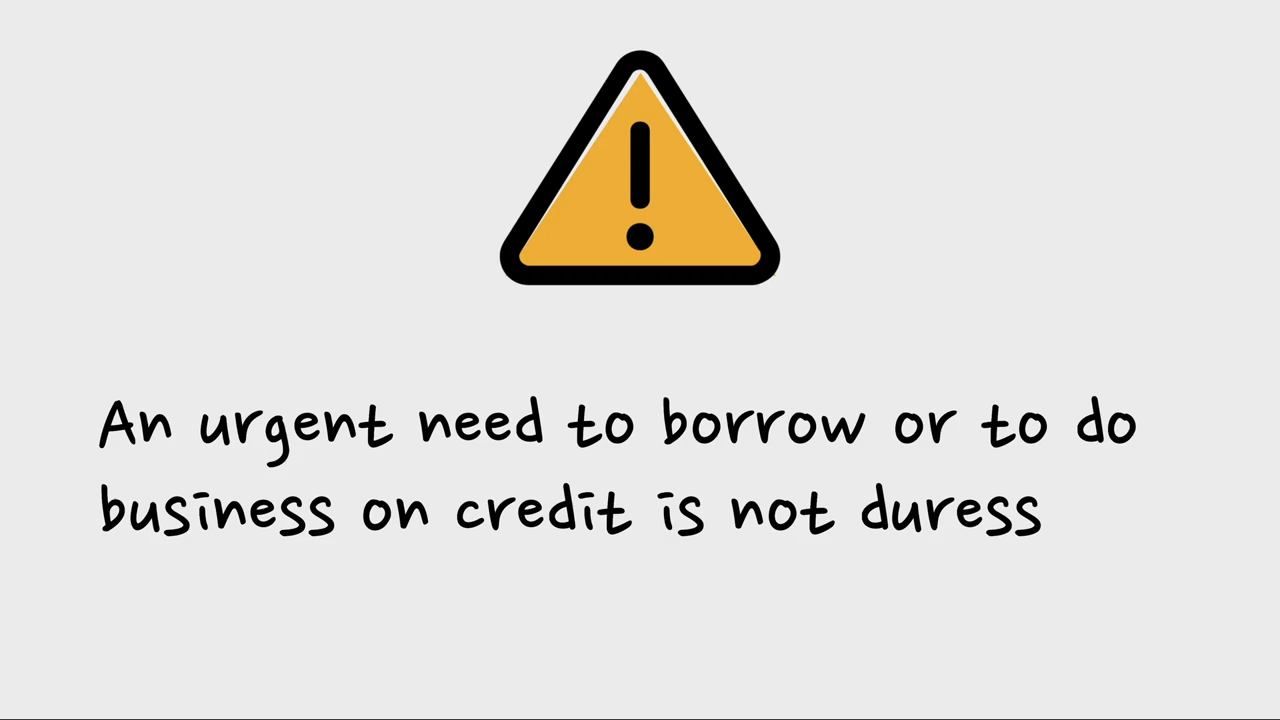 An urgent need to borrow or to do
business on credit is not duress